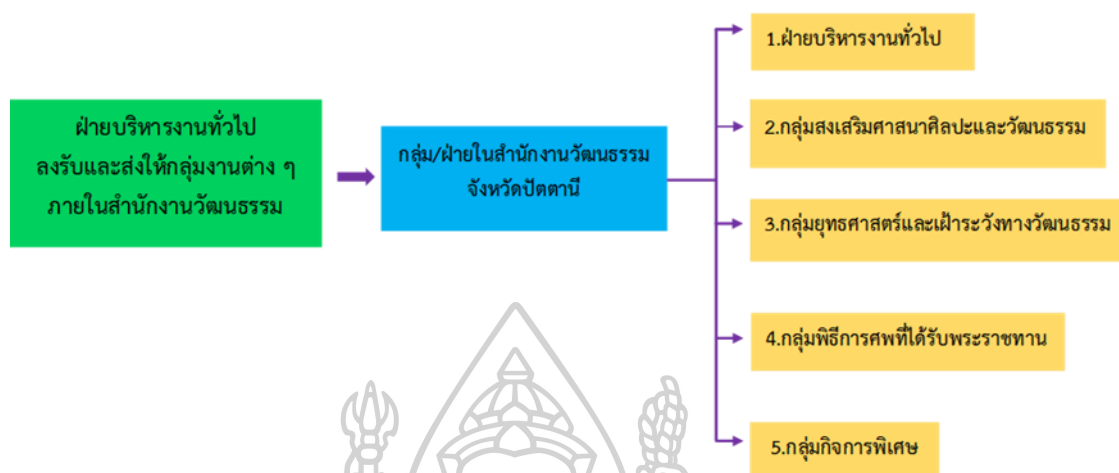 ฝ่ายบริหารงานทั่วไป
ลงรับและส่งให้กลุ่มงานต่าง ๆ
ภายในสำนักงานวัฒนธรรม
กลุ่ม/ฝ่ายในสำนักงานวัฒนธรรม
จังหวัดปัตตานี
1.ฝ่ายบริหารงานทั่วไป
2.กลุ่มสงเสริมศาสนาศิลปะและวัฒนธรรม
3.กลุ่มยุทธศาสตร์และเฝ้าระวังทางวัฒนธรรม
4.กลุ่มพิธีการศพที่ได้รับพระราชทาน
5.กลุ่มกิจการพิเศษ